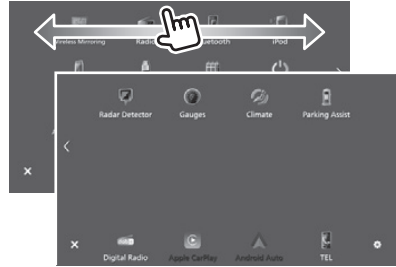 Wireless Mirroring Radio Bluetooth iPod
Radar Detector Gauges Climate Parking Assist
Digital Radio Apple CarPlay Android Auto TEL